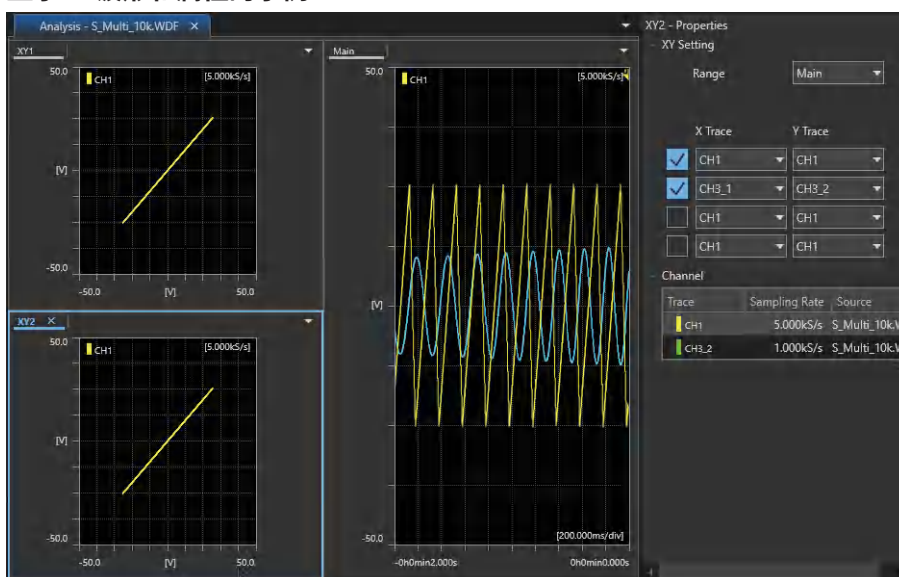 Analysis - S_Multi_10k.WDF ×
XY1
50.0
CH1
[5.000kS/s]
[V]
-50.0
-50.0
[V]
50.0
XY2 ×
50.0
CH1
[5.000kS/s]
[V]
-50.0
-50.0
[V]
50.0
Main
50.0
CH1
[5.000kS/s]
[V]
-50.0
[200.000ms/div]
-0h0min2.000s
0h0min0.000s
XY2 - Properties
XY Setting
Range
Main
X Trace
Y Trace
CH1
CH1
CH3_1
CH3_2
CH1
CH1
CH1
CH1
Channel
Trace
Sampling Rate
Source
CH1
5.000kS/s
S_Multi_10k.W
CH3_2
1.000kS/s
S_Multi_10k.W